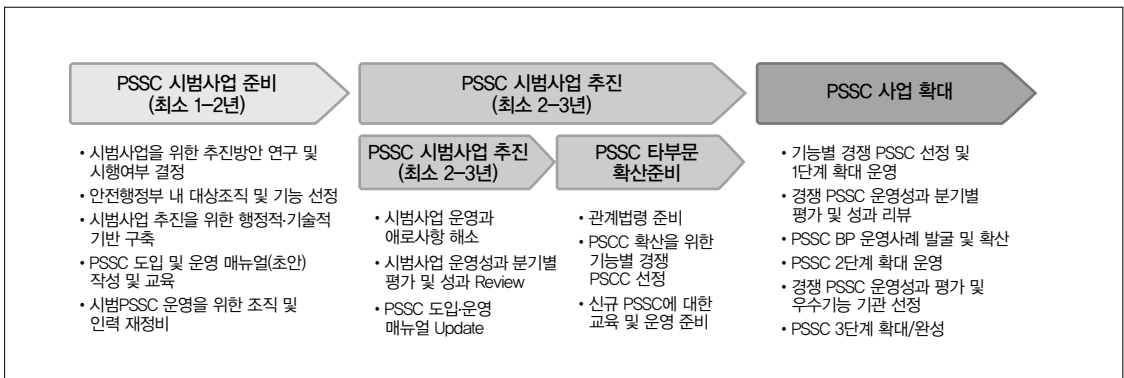 PSSC 시범사업 준비
(최소 1-2년)
• 시범사업을 위한 추진방안 연구 및
시행여부 결정
• 안전행정부 내 대상조직 및 기능 선정
• 시범사업 추진을 위한 행정적·기술적
기반 구축
• PSSC 도입 및 운영 매뉴얼(초안)
작성 및 교육
• 시범PSSC 운영을 위한 조직 및
인력 재정비
PSSC 시범사업 추진
(최소 2-3년)
PSSC 시범사업 추진
(최소 2-3년)
• 시범사업 운영과
애로사항 해소
• 시범사업 운영성과 분기별
평가 및 성과 Review
• PSSC 도입·운영
매뉴얼 Update
PSSC 타부문
확산준비
• 관계법령 준비
• PSCC 확산을 위한
기능별 경쟁
PSCC 선정
• 신규 PSSC에 대한
교육 및 운영 준비
PSSC 사업 확대
• 기능별 경쟁 PSSC 선정 및
1단계 확대 운영
• 경쟁 PSSC 운영성과 분기별
평가 및 성과 리뷰
• PSSC BP 운영사례 발굴 및 확산
• PSSC 2단계 확대 운영
• 경쟁 PSSC 운영성과 평가 및
우수기능 기관 선정
• PSSC 3단계 확대/완성